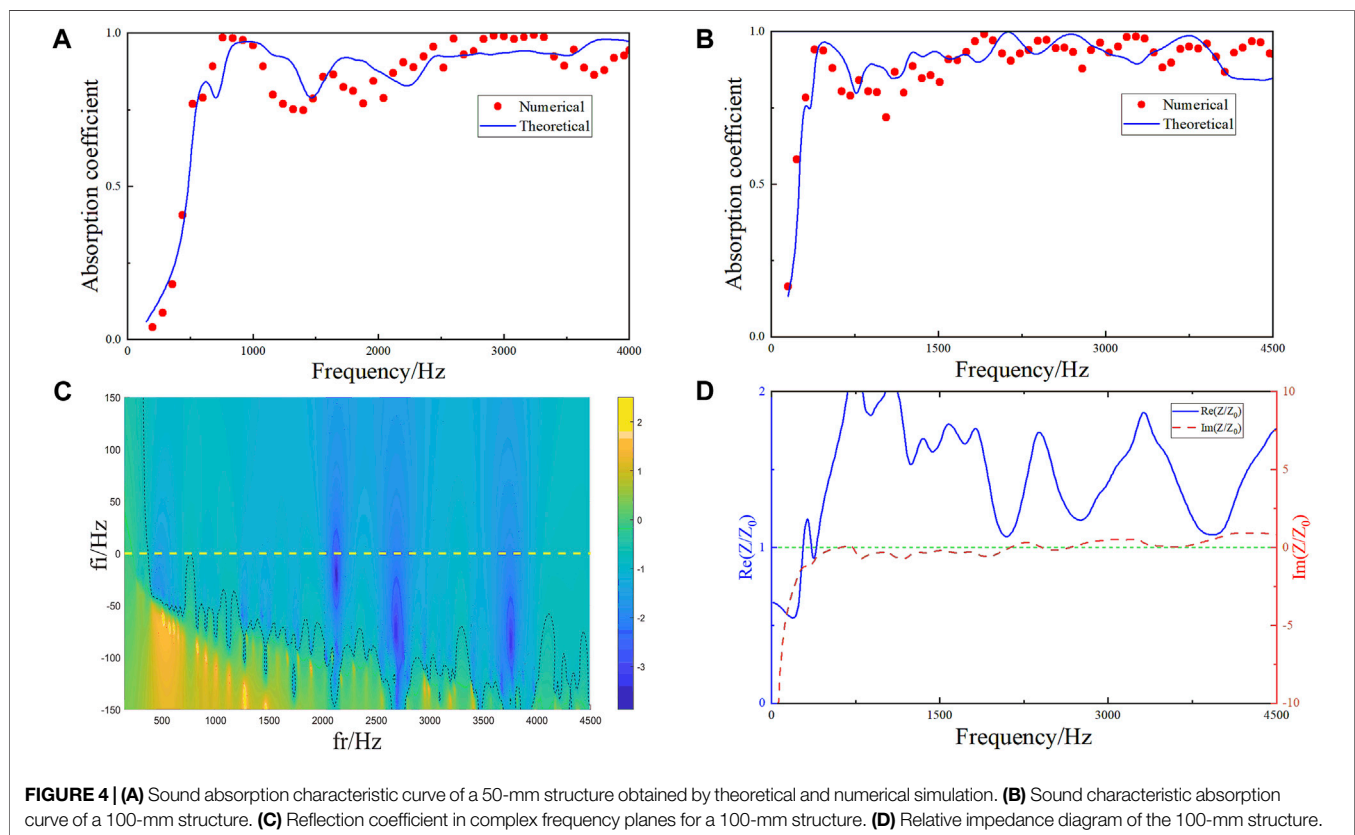 A
1.0
0.5
0.0
Absorption coefficient
Numerical
Theoretical
0
1000
2000
3000
4000
Frequency/Hz
B
1.0
0.5
0.0
Absorption coefficient
Numerical
Theoretical
0
1500
3000
4500
Frequency/Hz
C
150
100
50
0
-50
-100
-150
fi/Hz
500
1000
1500
2000
2500
3000
3500
4000
4500
fr/Hz
2
1
0
-1
-2
-3
D
2
1
0
Re(Z/Z₀)
Re(Z/Z₀)
Im(Z/Z₀)
10
5
0
-5
-10
Im(Z/Z₀)
0
1500
3000
4500
Frequency/Hz
FIGURE 4 | (A) Sound absorption characteristic curve of a 50-mm structure obtained by theoretical and numerical simulation. (B) Sound characteristic absorption
curve of a 100-mm structure. (C) Reflection coefficient in complex frequency planes for a 100-mm structure. (D) Relative impedance diagram of the 100-mm structure.